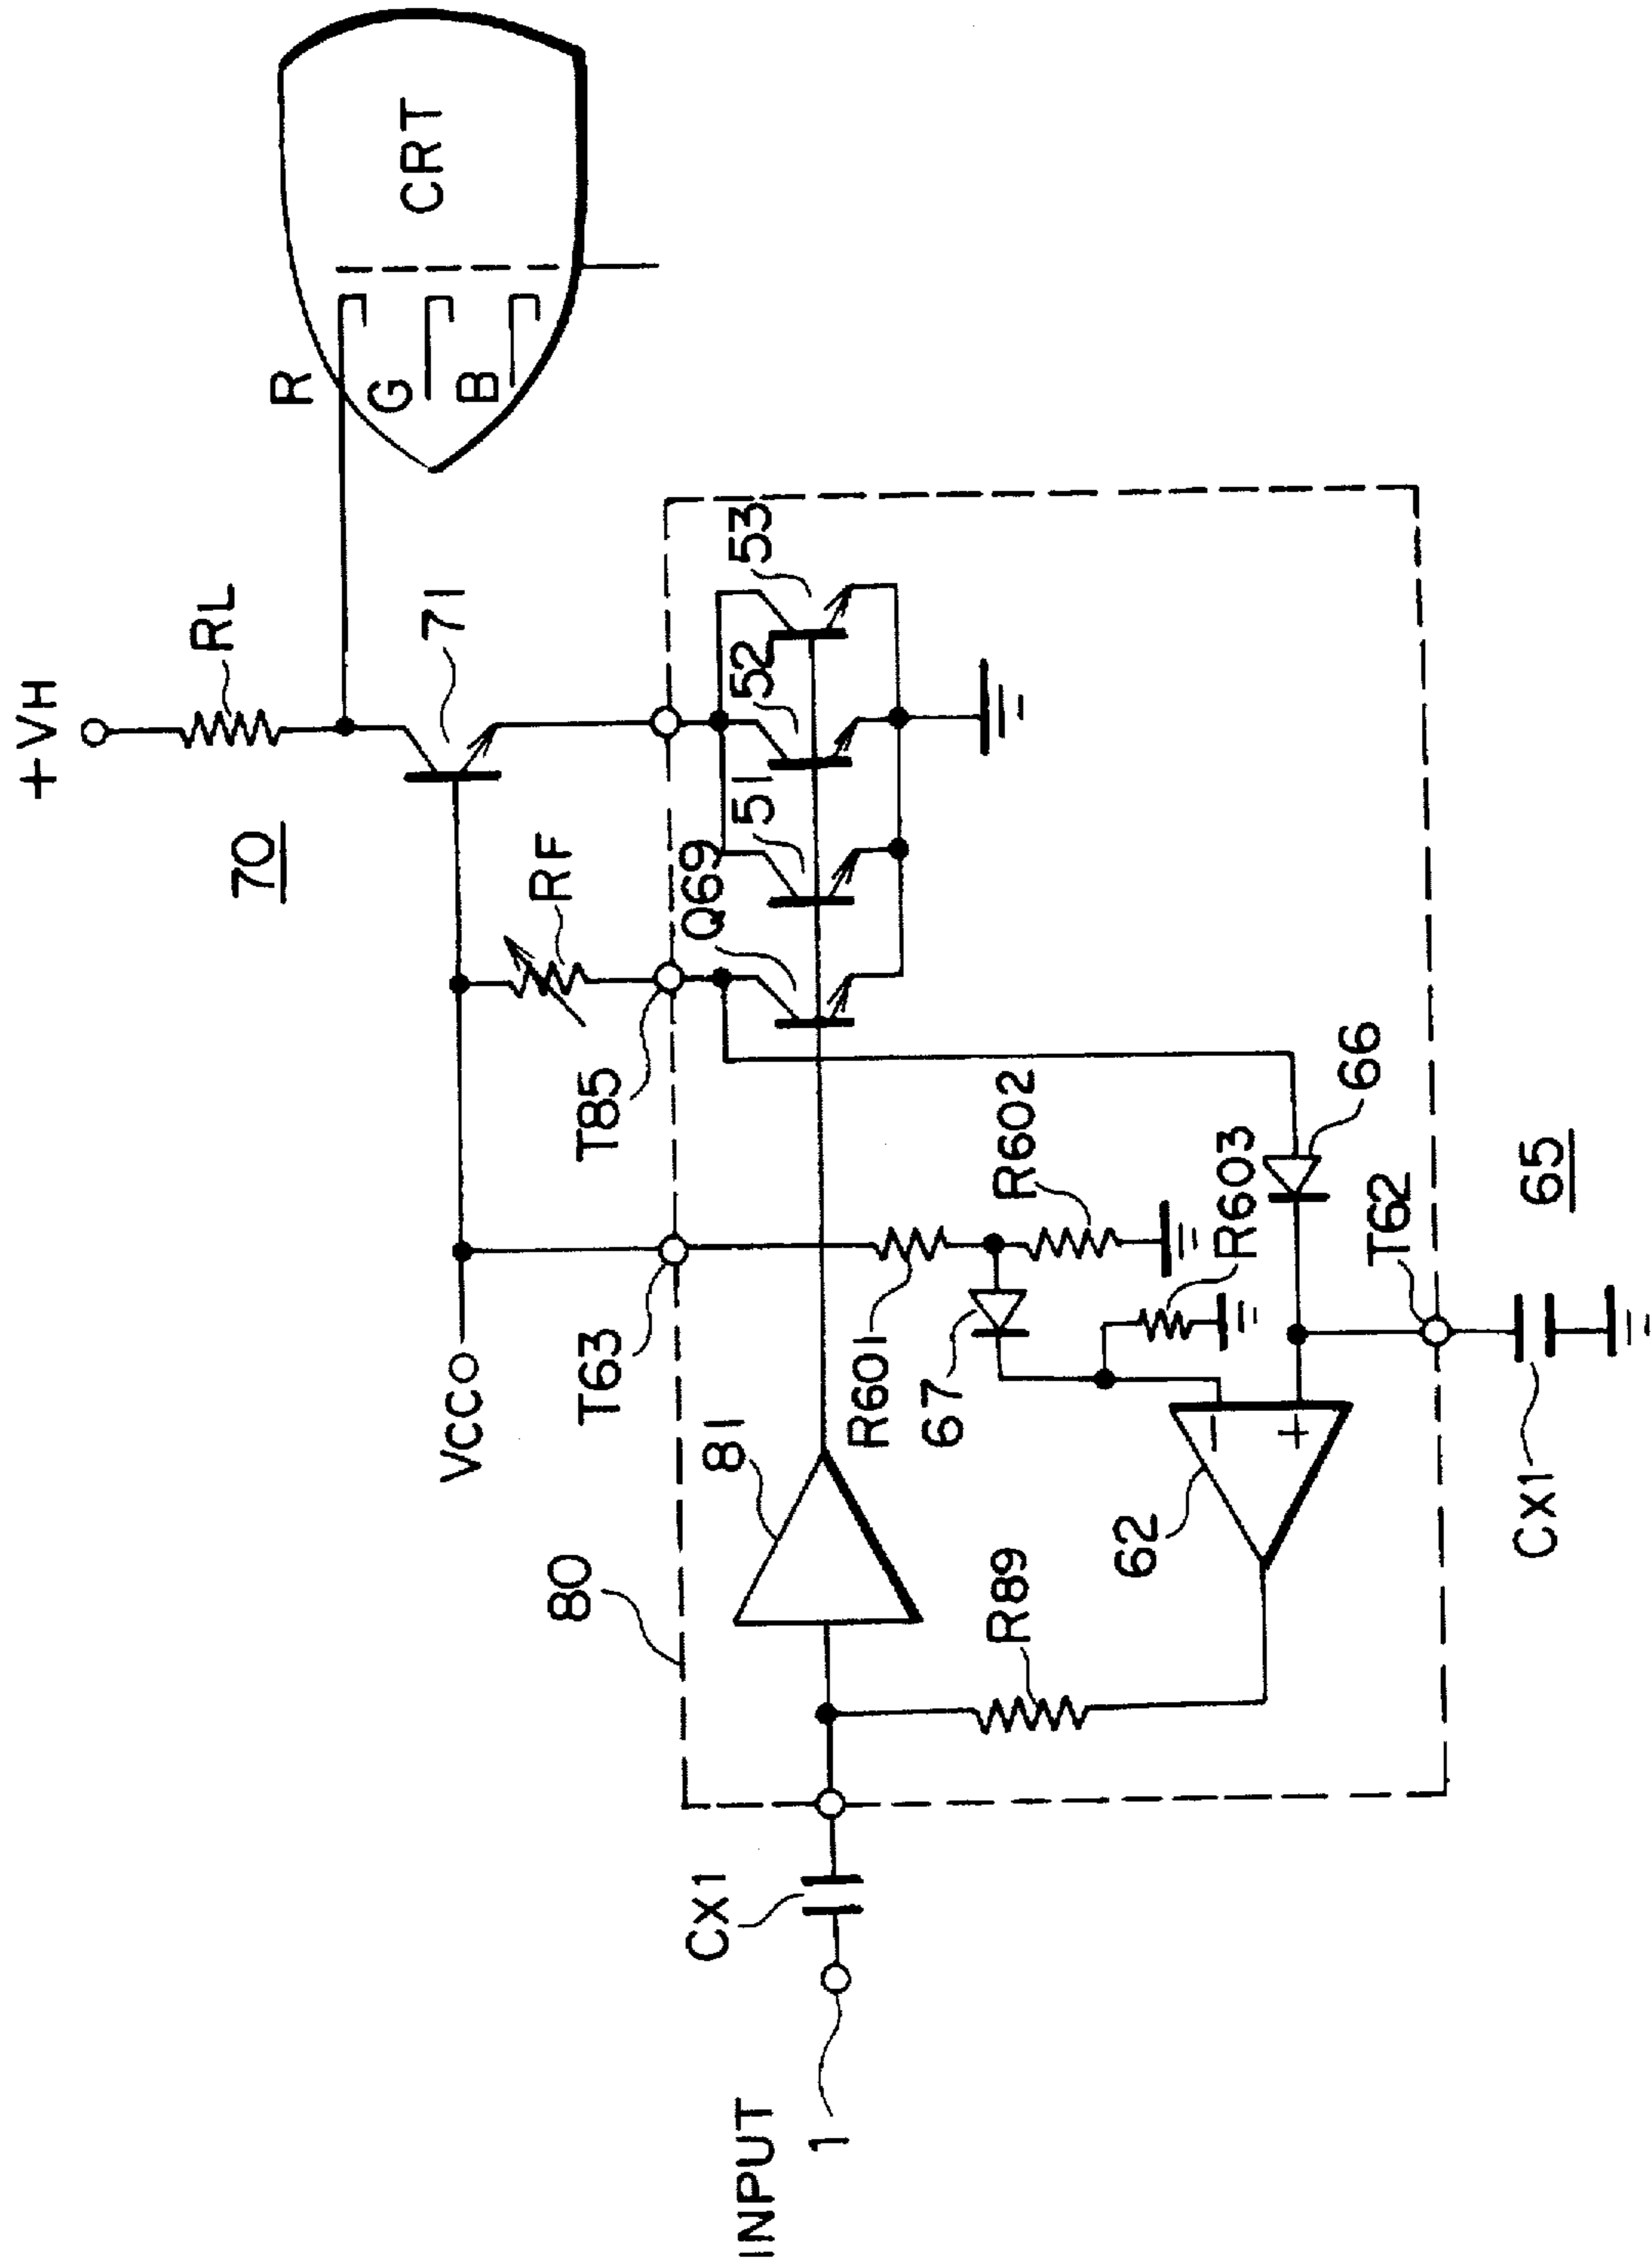 +VH
RL
70
71
R
G
B
CRT
VCC
RF
T63
T85
Q69
51
52
53
80
81
R601
R602
67
R603
66
R89
62
T62
65
CX1
CX1
INPUT
1
-
+